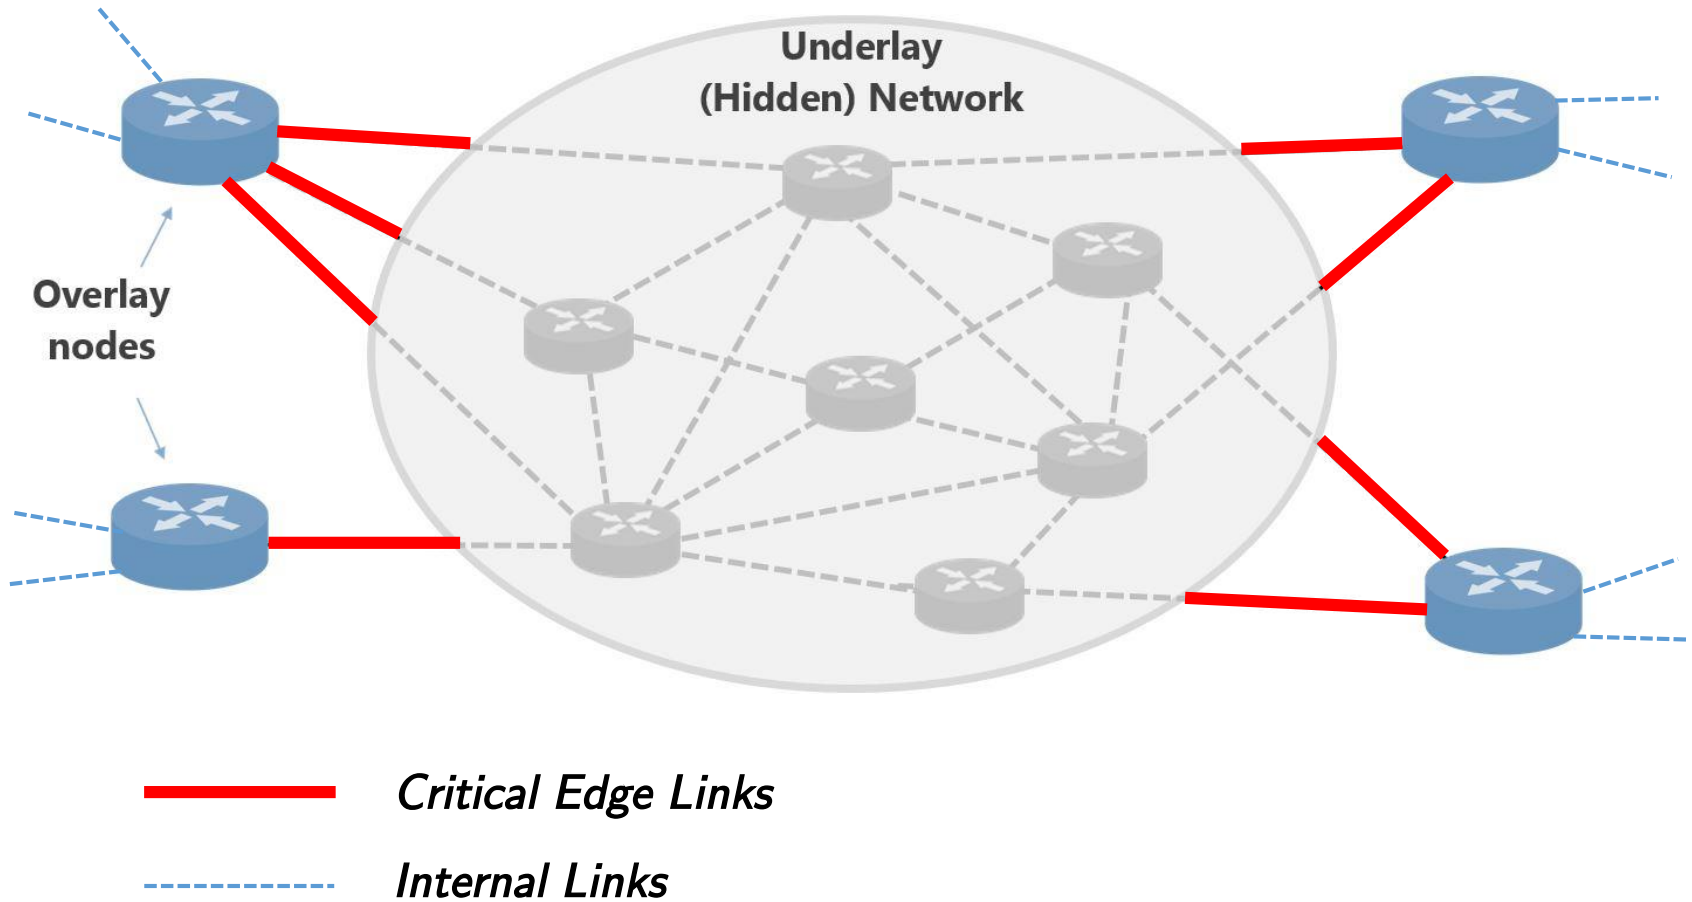 Underlay
(Hidden) Network
Overlay
nodes
Critical Edge Links
Internal Links